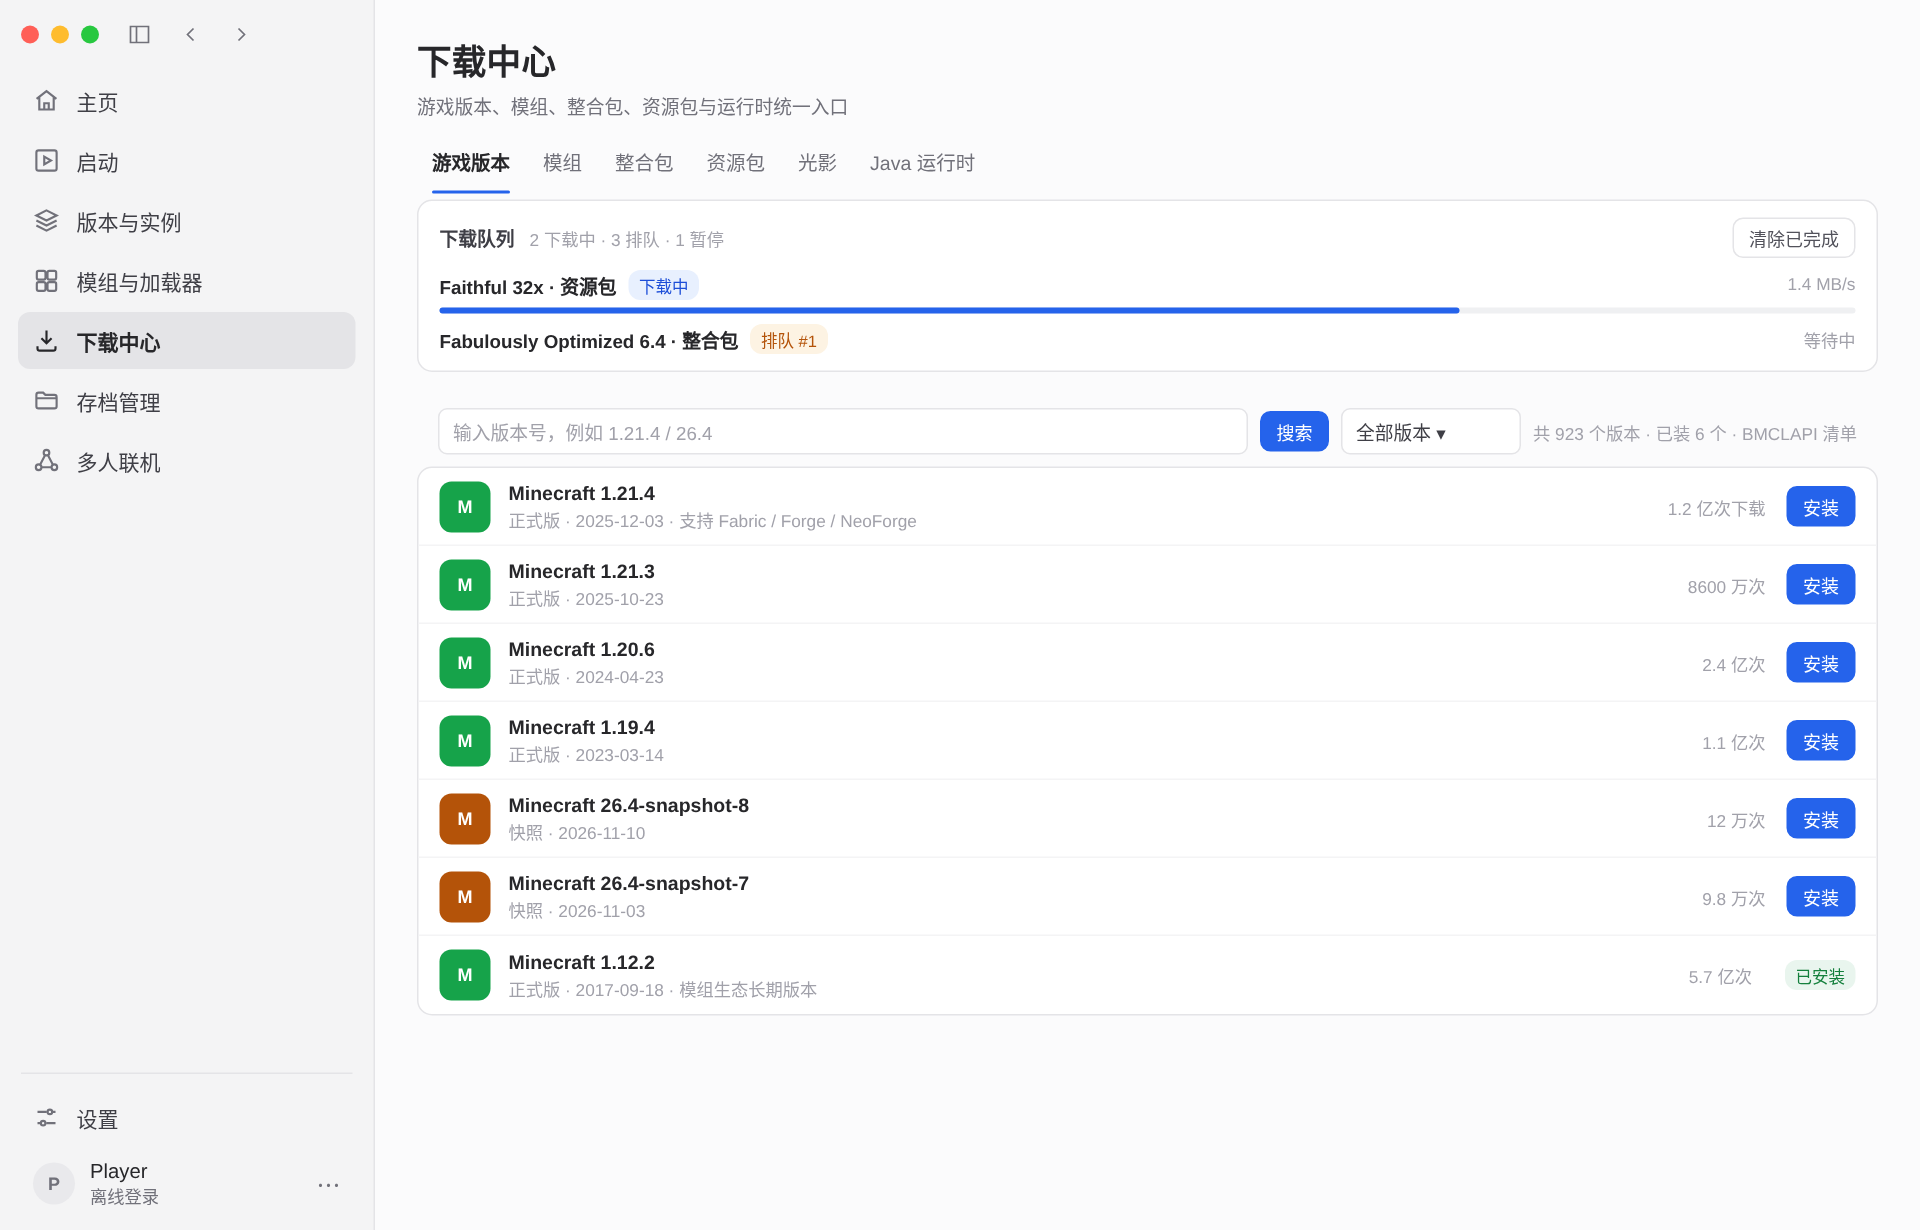 主页
启动
版本与实例
模组与加载器
下载中心
存档管理
多人联机
设置
P
Player
离线登录
下载中心
游戏版本、模组、整合包、资源包与运行时统一入口
游戏版本 模组 整合包 资源包 光影 Java 运行时
下载队列 2 下载中 · 3 排队 · 1 暂停 清除已完成
Faithful 32x · 资源包 下载中 1.4 MB/s
Fabulously Optimized 6.4 · 整合包 排队 #1 等待中
输入版本号，例如 1.21.4 / 26.4 搜索 全部版本 ▾ 共 923 个版本 · 已装 6 个 · BMCLAPI 清单
M Minecraft 1.21.4
正式版 · 2025-12-03 · 支持 Fabric / Forge / NeoForge
1.2 亿次下载 安装
M Minecraft 1.21.3
正式版 · 2025-10-23
8600 万次 安装
M Minecraft 1.20.6
正式版 · 2024-04-23
2.4 亿次 安装
M Minecraft 1.19.4
正式版 · 2023-03-14
1.1 亿次 安装
M Minecraft 26.4-snapshot-8
快照 · 2026-11-10
12 万次 安装
M Minecraft 26.4-snapshot-7
快照 · 2026-11-03
9.8 万次 安装
M Minecraft 1.12.2
正式版 · 2017-09-18 · 模组生态长期版本
5.7 亿次 已安装